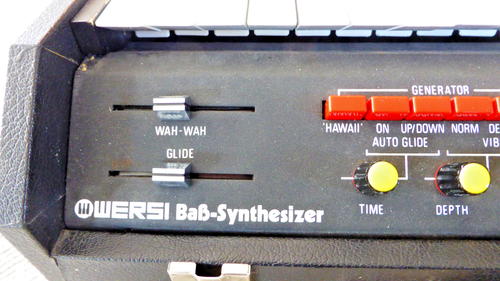 GENERATOR
WAH-WAH
'HAWAII' ON UP/DOWN NORM
AUTO GLIDE
GLIDE
TIME DEPTH
WERSI Baß-Synthesizer